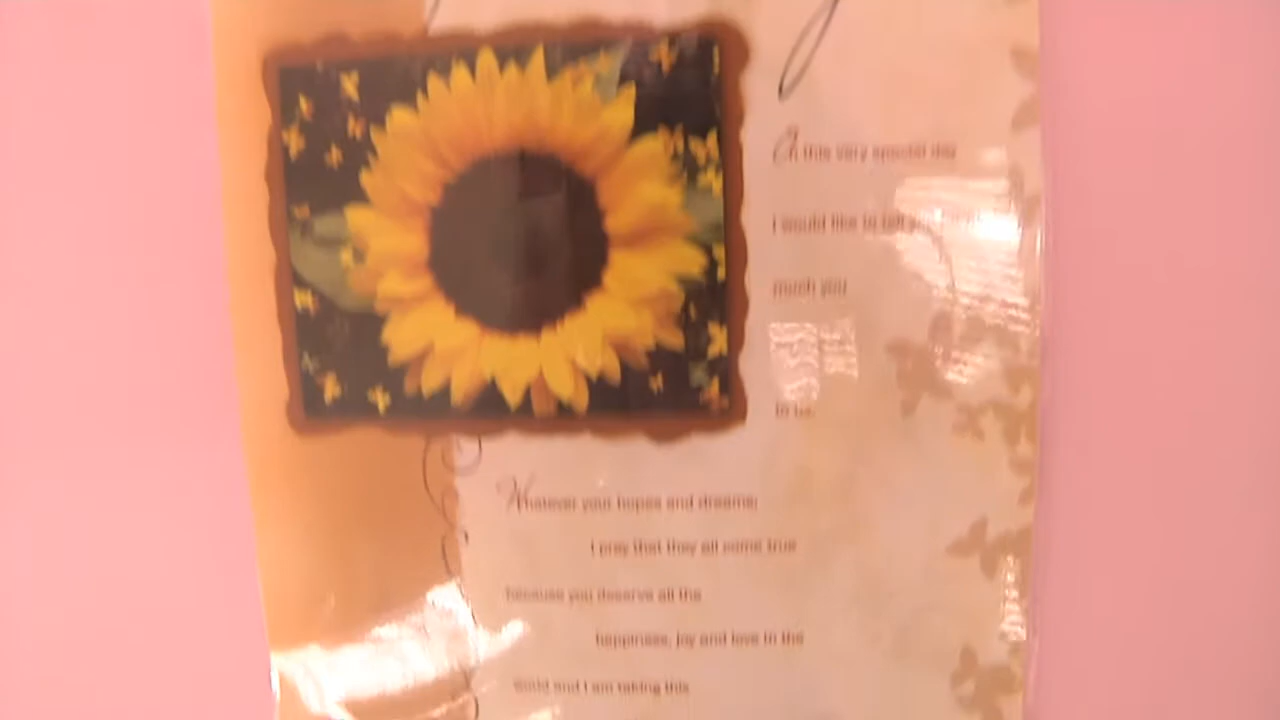 On this very special day
I would like to tell
much you
to us.
Whatever your hopes and dreams;
I pray that they all come true
because you deserve all the
happiness, joy and love in the
world and I am taking this